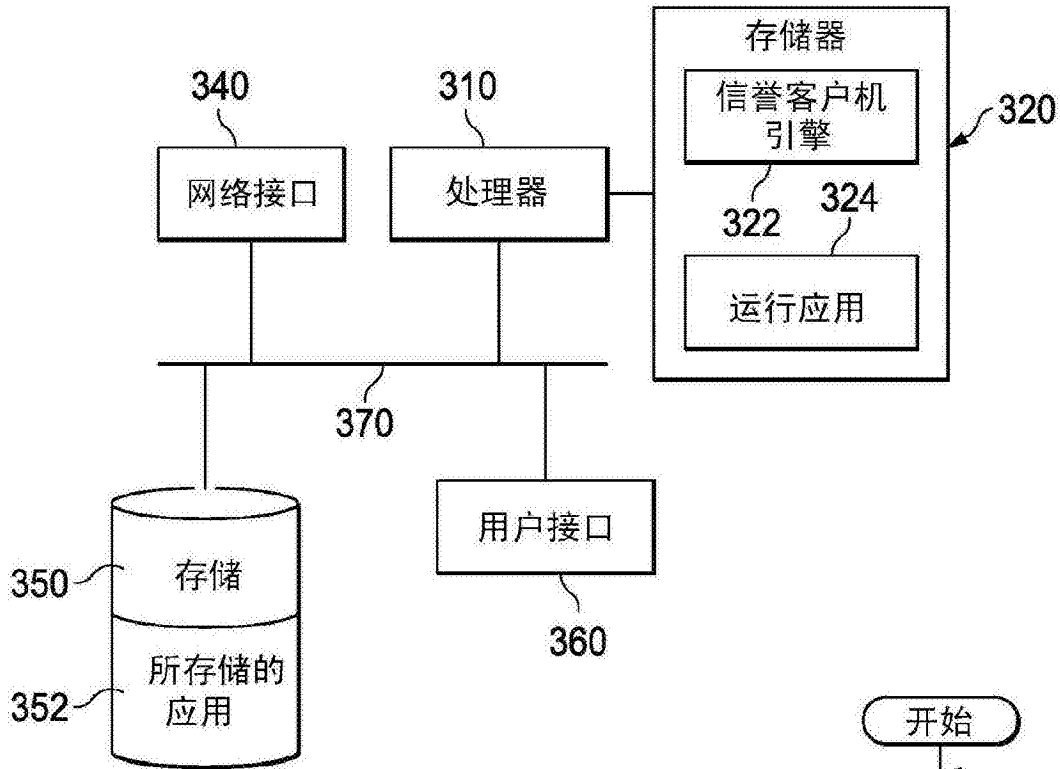 存储器
340
310
信誉客户机
引擎
320
网络接口
处理器
322
324
运行应用
370
用户接口
350
存储
360
所存储的
应用
352
开始